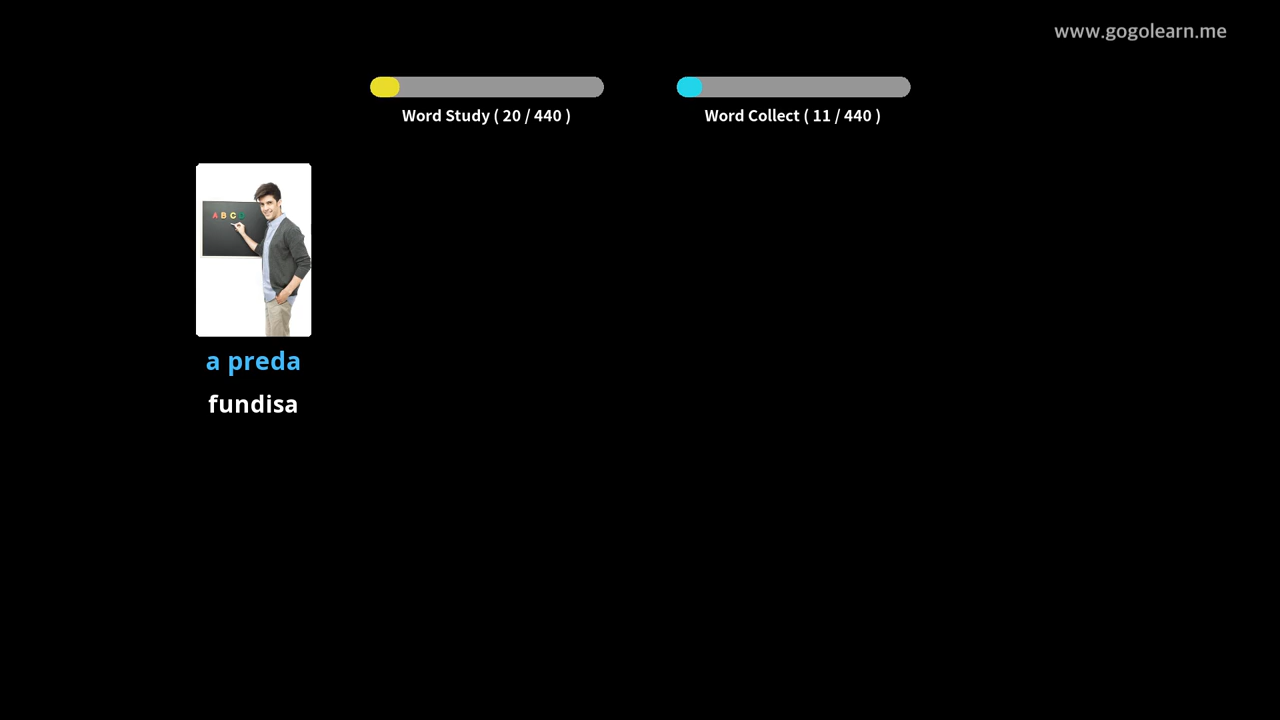 www.gogolearn.me
Word Study ( 20 / 440 )
Word Collect ( 11 / 440 )
A B C D
a preda
fundisa